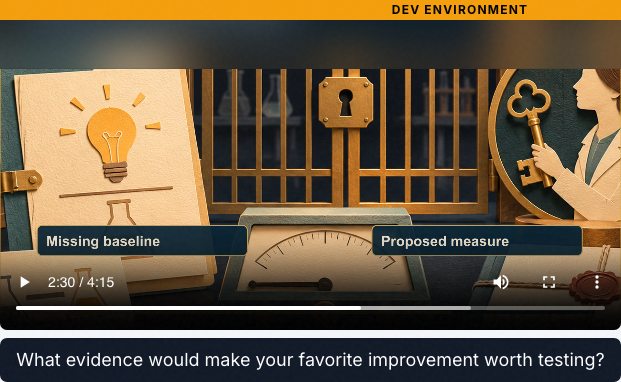 DEV ENVIRONMENT
Missing baseline
Proposed measure
2:30 / 4:15
What evidence would make your favorite improvement worth testing?